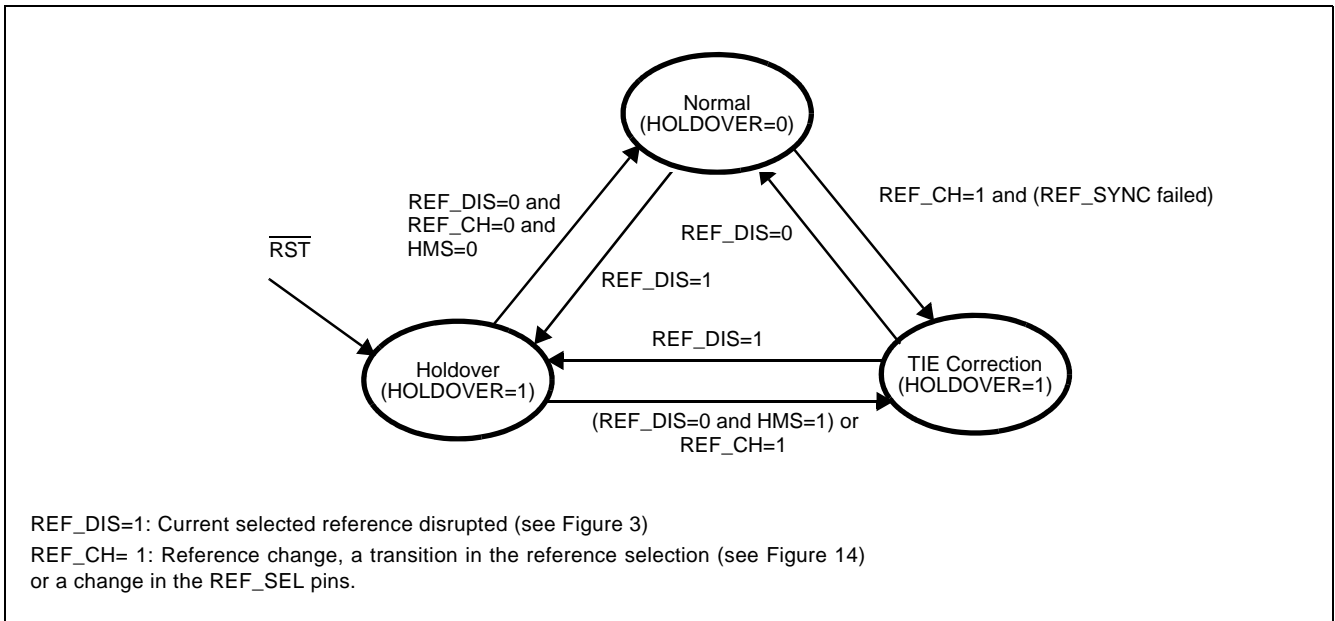 Normal
(HOLDOVER=0)
REF_CH=1 and (REF_SYNC failed)
REF_DIS=0 and
REF_CH=0 and
HMS=0
REF_DIS=0
RST
REF_DIS=1
REF_DIS=1
Holdover
(HOLDOVER=1)
TIE Correction
(HOLDOVER=1)
(REF_DIS=0 and HMS=1) or
REF_CH=1
REF_DIS=1: Current selected reference disrupted (see Figure 3)
REF_CH= 1: Reference change, a transition in the reference selection (see Figure 14)
or a change in the REF_SEL pins.